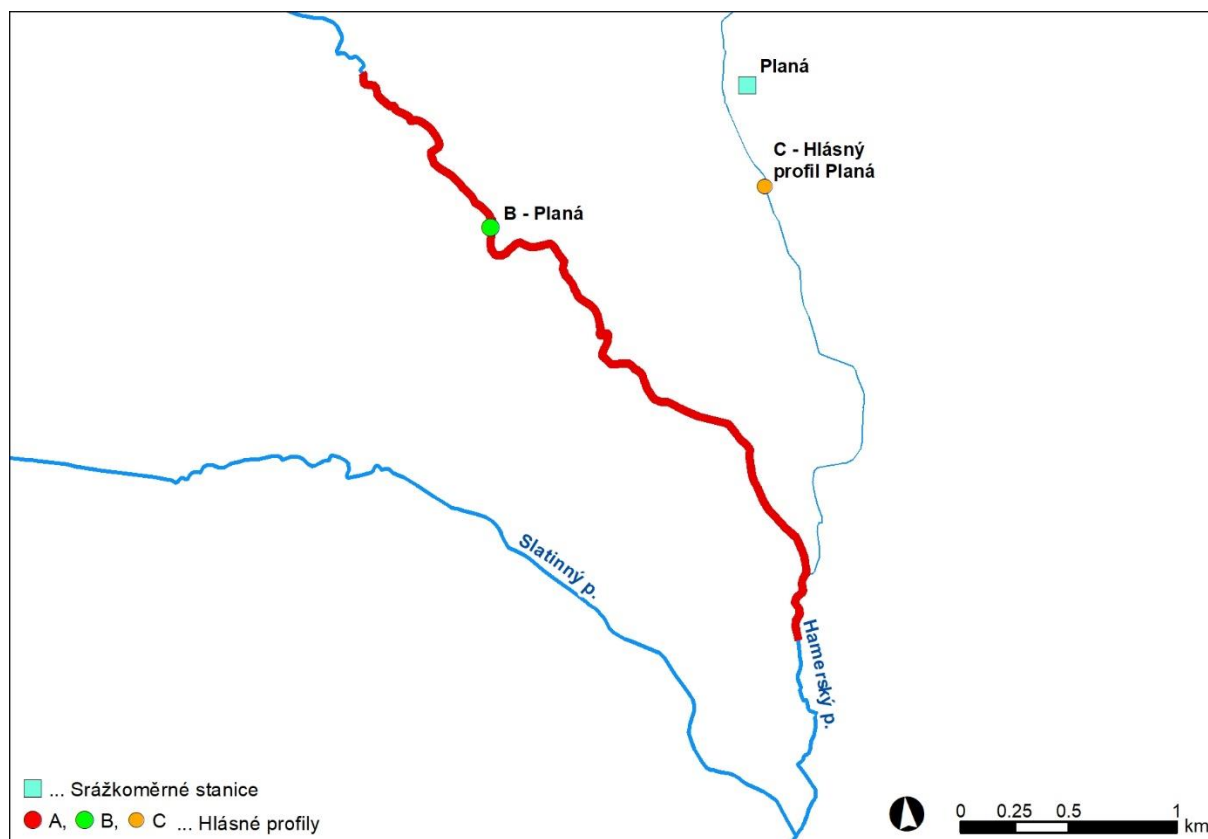 Planá
C - Hlásný
profil Planá
B - Planá
Slatinný p.
Hamerský p.
... Srážkoměrné stanice
A, B, C ... Hlásné profily
0 0.25 0.5 1
km